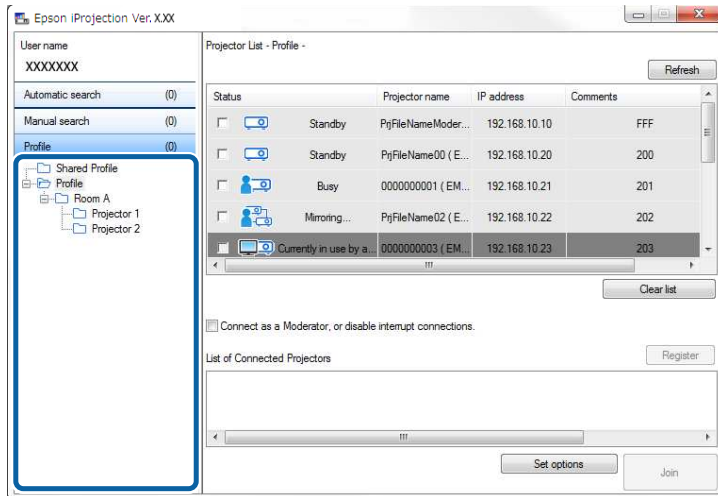 Epson iProjection Ver. X.XX
User name
XXXXXXX
Automatic search (0)
Manual search (0)
Profile (0)
Shared Profile
Profile
Room A
Projector 1
Projector 2
Projector List - Profile -
Refresh
Status Projector name IP address Comments
Standby PrjFileNameModer... 192.168.10.10 FFF
Standby PrjFileName00 ( E... 192.168.10.20 200
Busy 0000000001 ( EM... 192.168.10.21 201
Mirroring... PrjFileName02 ( E... 192.168.10.22 202
Currently in use by a... 0000000003 ( EM... 192.168.10.23 203
Clear list
Connect as a Moderator, or disable interrupt connections.
List of Connected Projectors
Register
Set options
Join